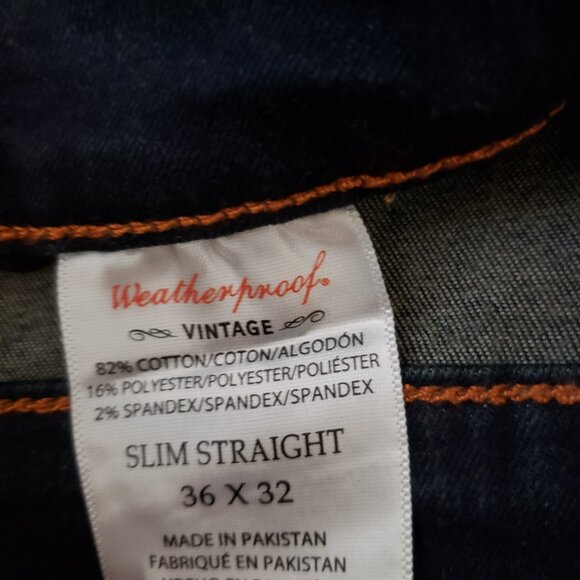 Weatherproof®
VINTAGE
82% COTTON/COTON/ALGODÓN
16% POLYESTER/POLYESTER/POLIÉSTER
2% SPANDEX/SPANDEX/SPANDEX
SLIM STRAIGHT
36 X 32
MADE IN PAKISTAN
FABRIQUÉ EN PAKISTAN